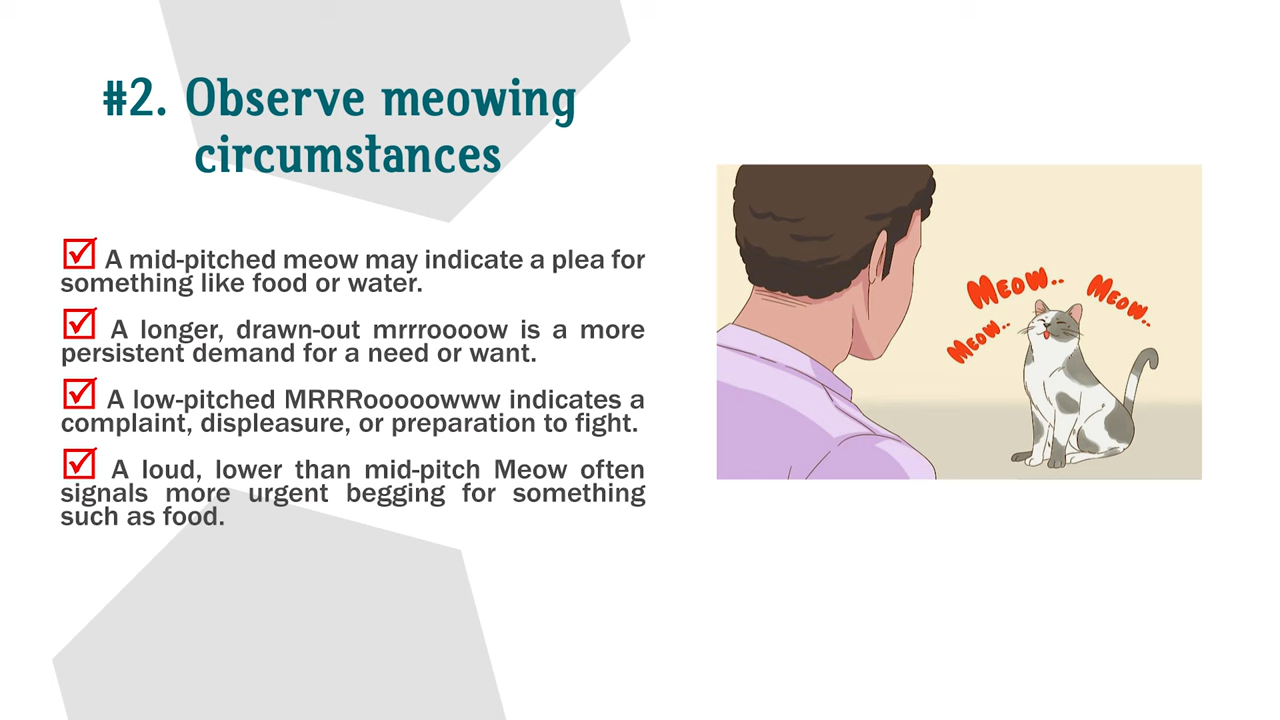 #2. Observe meowing
circumstances
A mid-pitched meow may indicate a plea for
something like food or water.
A longer, drawn-out mrrroooow is a more
persistent demand for a need or want.
A low-pitched MRRRooooowww indicates a
complaint, displeasure, or preparation to fight.
A loud, lower than mid-pitch Meow often
signals more urgent begging for something
such as food.
MEOW..
MEOW..
MEOW..